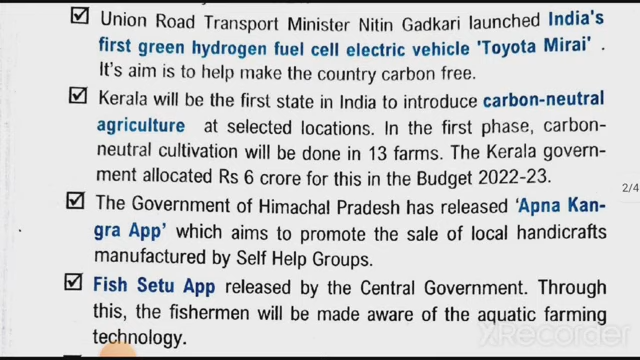 Union Road Transport Minister Nitin Gadkari launched India's
first green hydrogen fuel cell electric vehicle 'Toyota Mirai' .
It's aim is to help make the country carbon free.
Kerala will be the first state in India to introduce carbon-neutral
agriculture at selected locations. In the first phase, carbon-
neutral cultivation will be done in 13 farms. The Kerala govern-
ment allocated Rs 6 crore for this in the Budget 2022-23.
2/4
The Government of Himachal Pradesh has released 'Apna Kan-
gra App' which aims to promote the sale of local handicrafts
manufactured by Self Help Groups.
Fish Setu App released by the Central Government. Through
this, the fishermen will be made aware of the aquatic farming
technology.
XRecorder